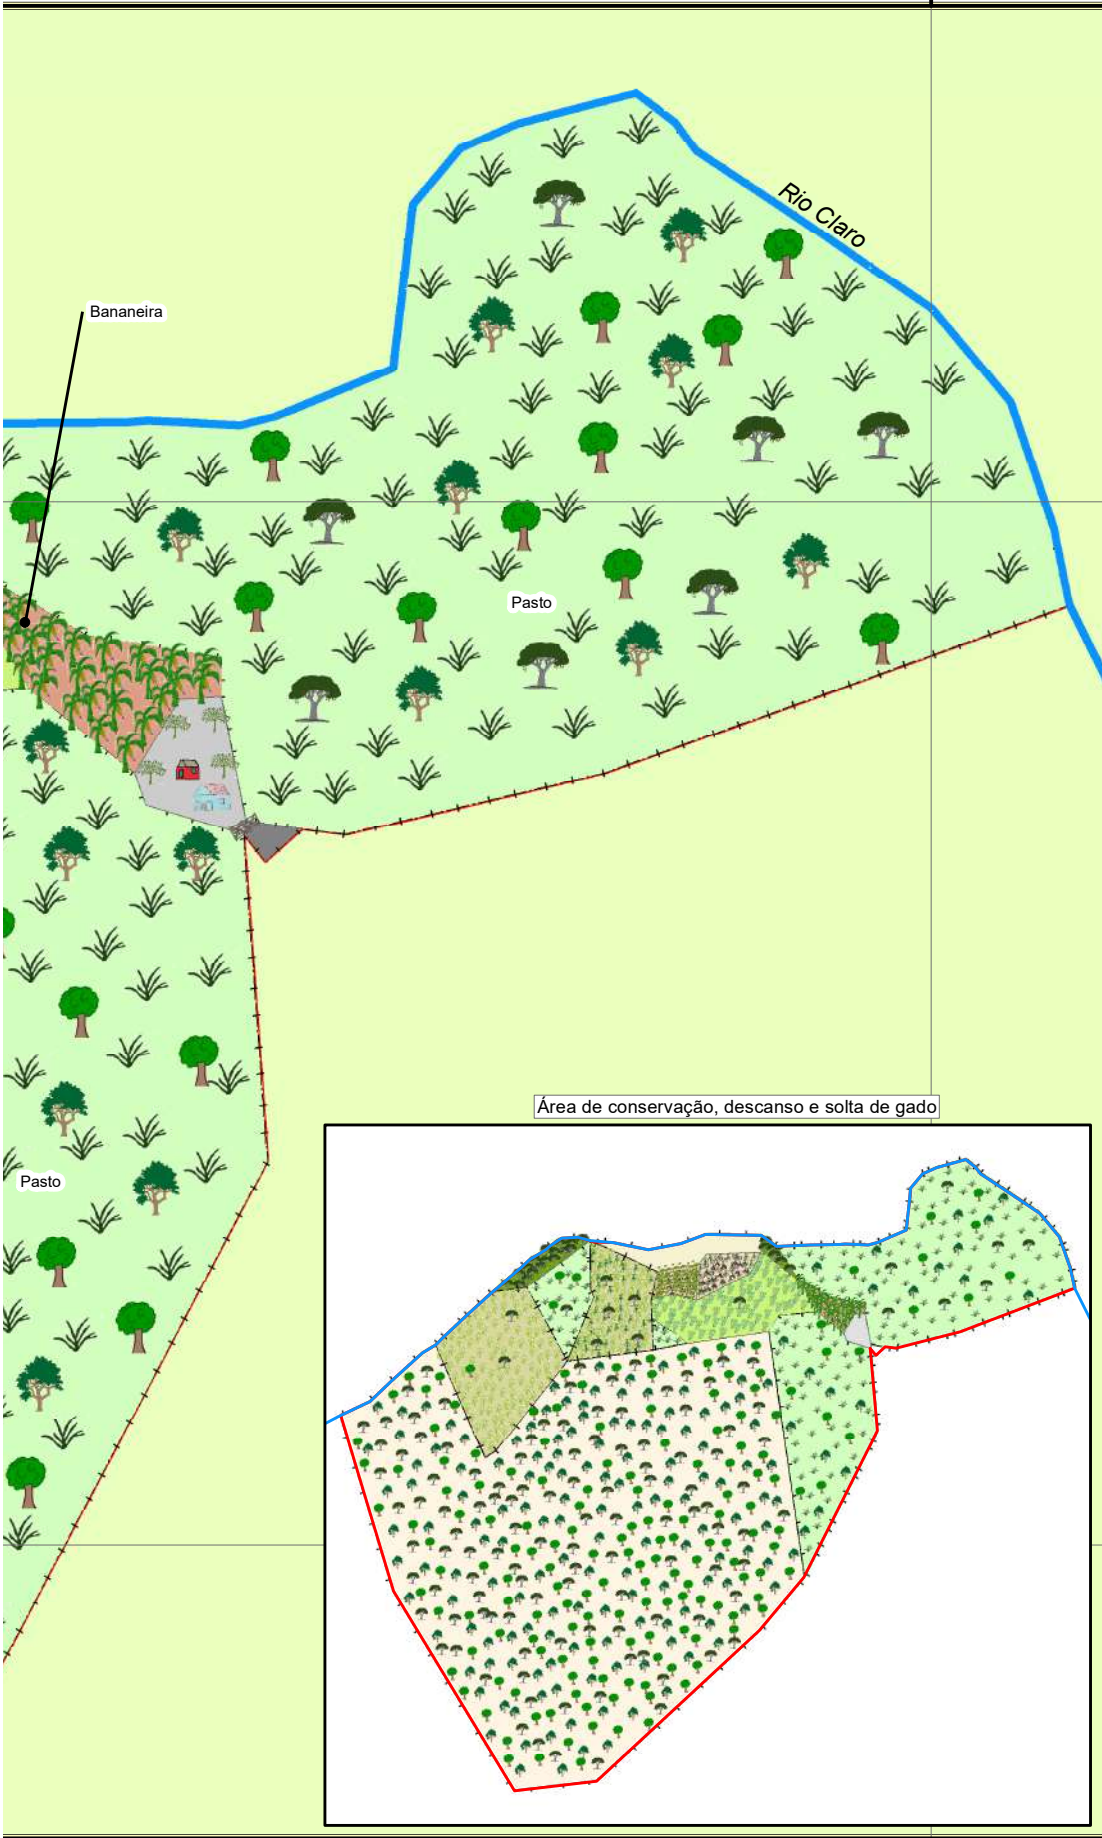 Rio Claro
Bananeira
Pasto
Área de conservação, descanso e solta de gado
Pasto